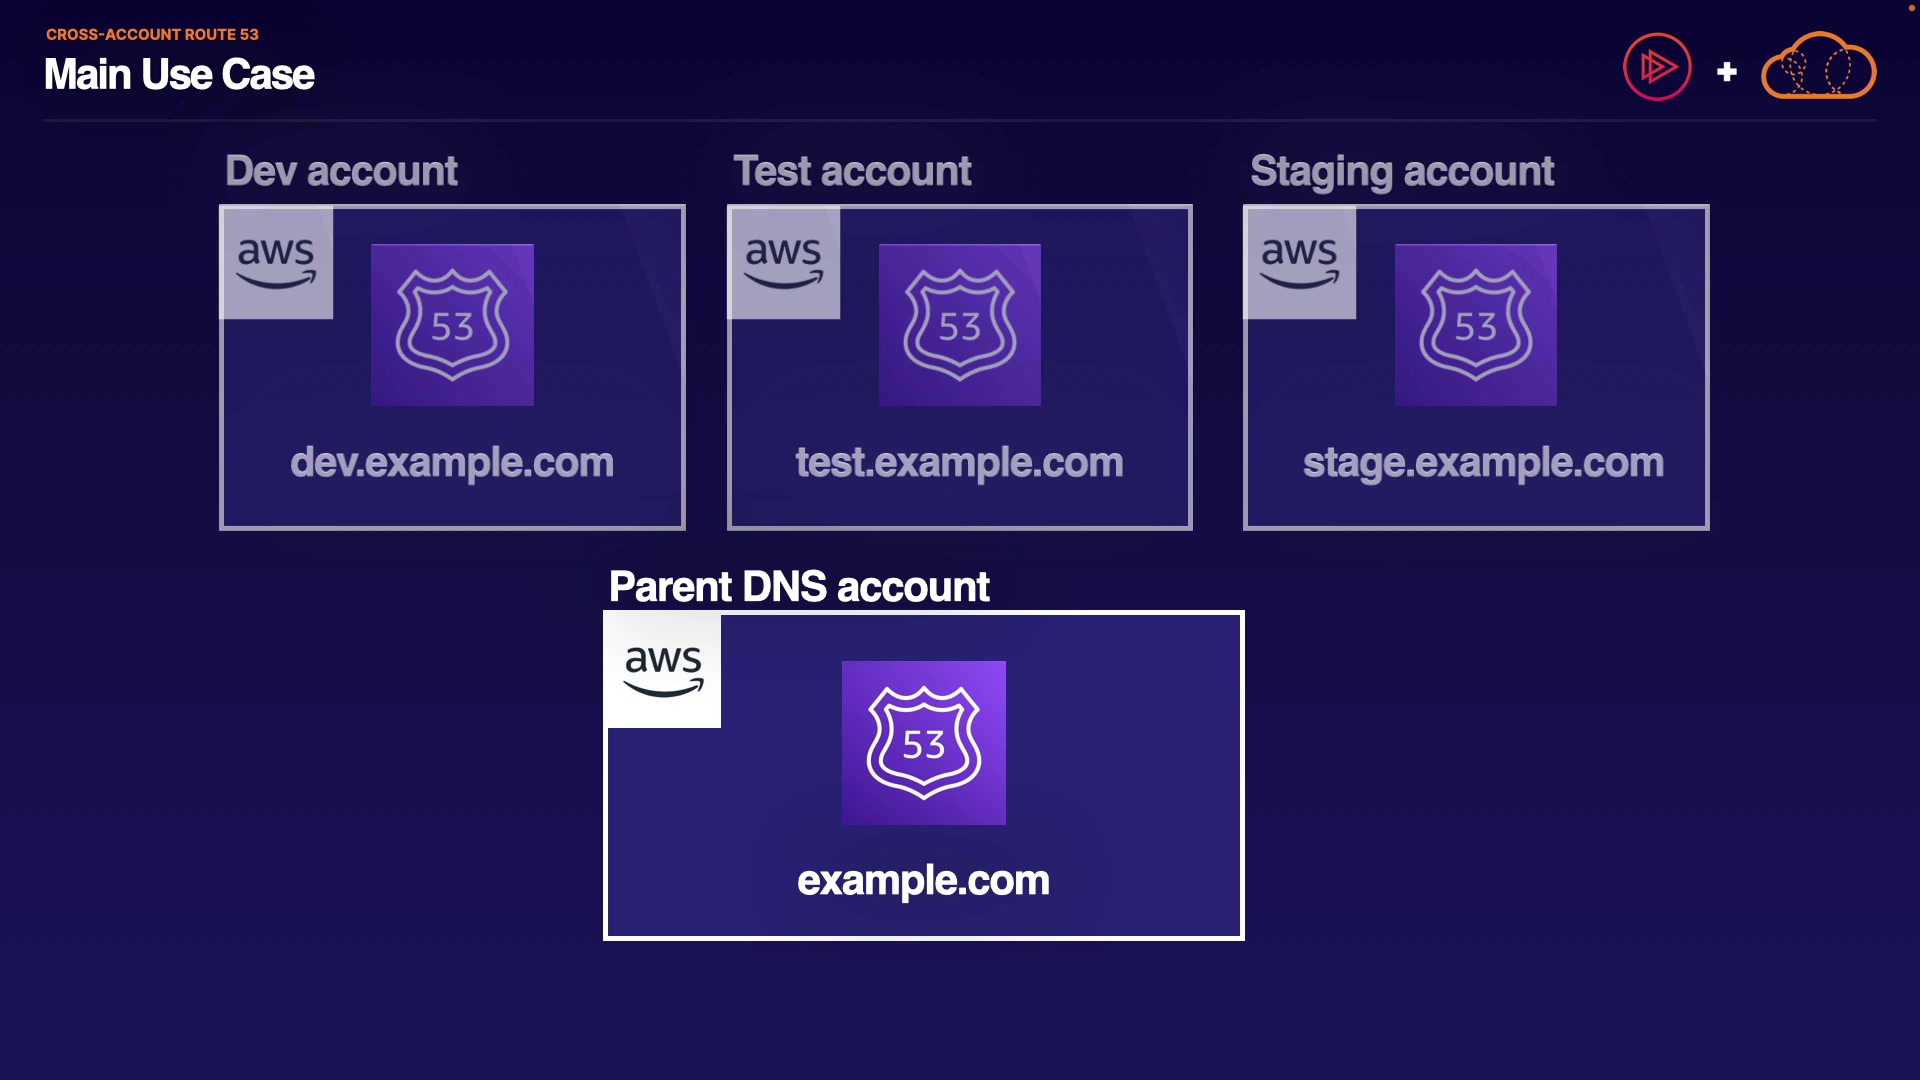 CROSS-ACCOUNT ROUTE 53
Main Use Case
+
Dev account
Test account
Staging account
aws
53
dev.example.com
aws
53
test.example.com
aws
53
stage.example.com
Parent DNS account
aws
53
example.com